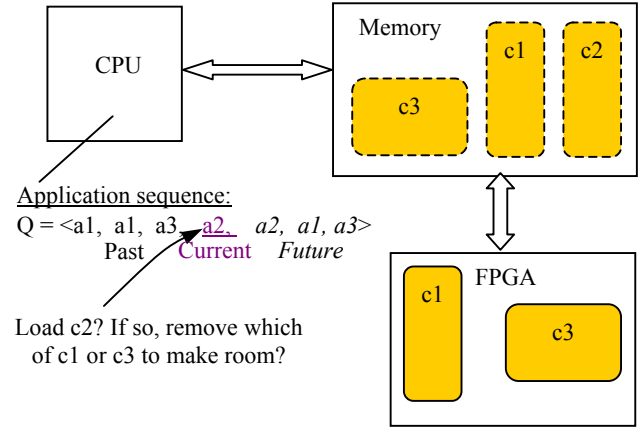 CPU
Memory
c1
c2
c3
Application sequence:
Q = <a1, a1, a3, a2, a2, a1, a3>
Past Current Future
Load c2? If so, remove which
of c1 or c3 to make room?
FPGA
c1
c3